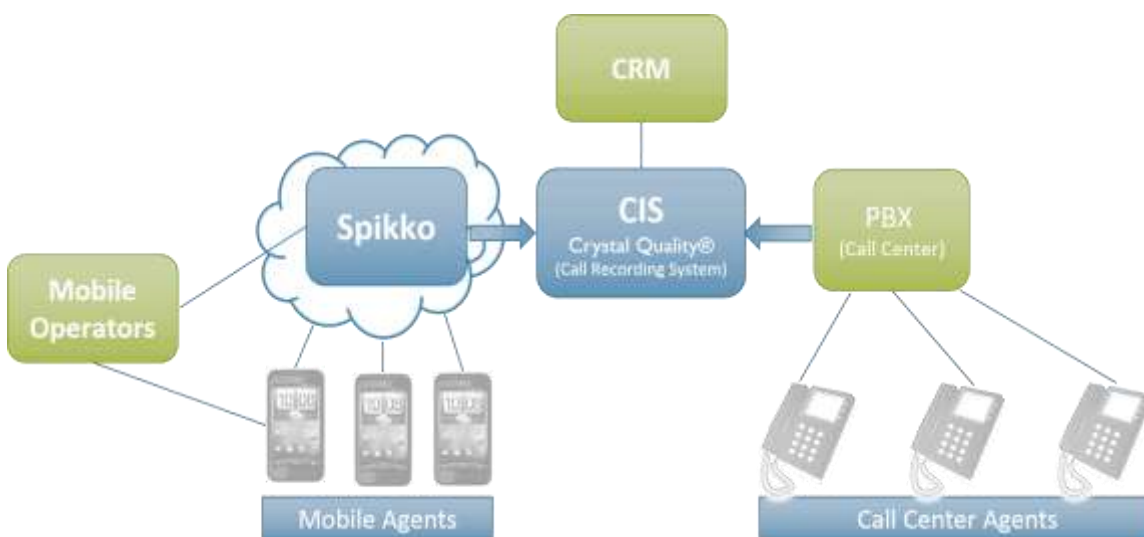 CRM
Spikko
CIS
Crystal Quality®
(Call Recording System)
PBX
(Call Center)
Mobile
Operators
Mobile Agents
Call Center Agents